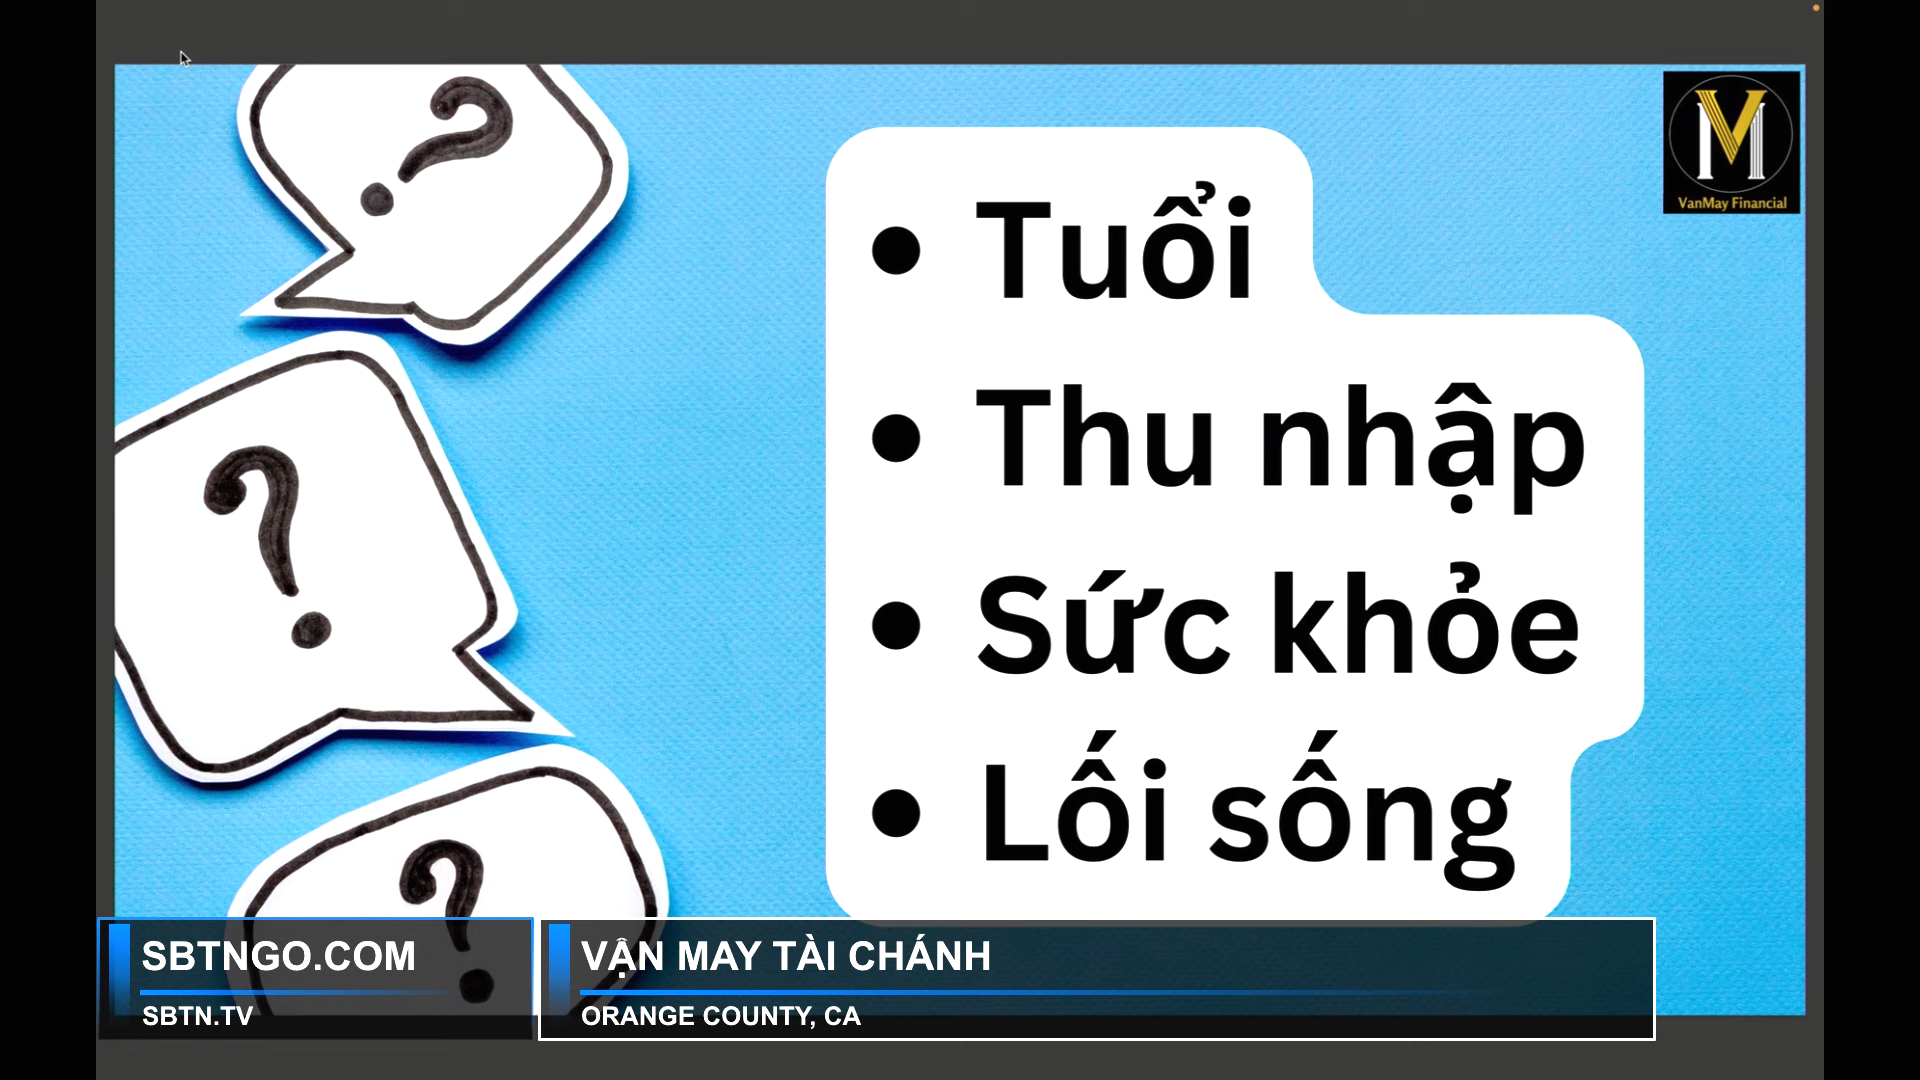 VanMay Financial
• Tuổi
• Thu nhập
• Sức khỏe
• Lối sống
SBTNGO.COM
SBTN.TV
VẬN MAY TÀI CHÁNH
ORANGE COUNTY, CA